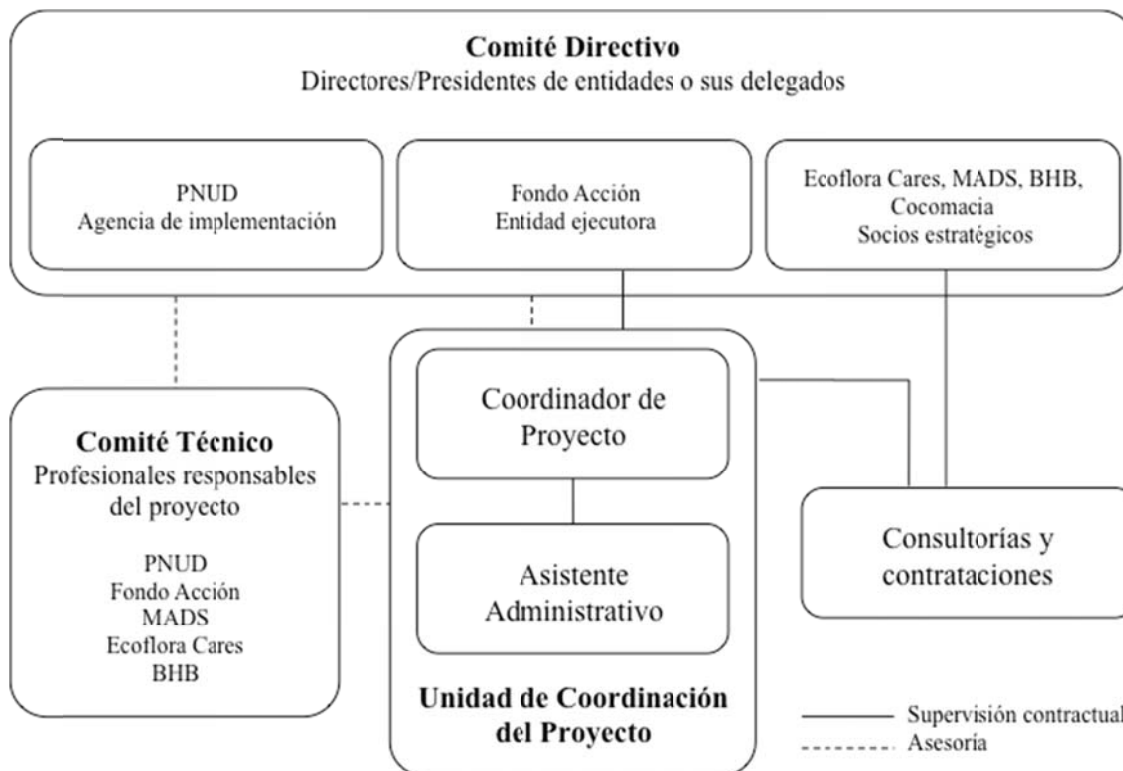 Comité Directivo
Directores/Presidentes de entidades o sus delegados
PNUD
Agencia de implementación
Fondo Acción
Entidad ejecutora
Ecoflora Cares, MADS, BHB,
Cocomacia
Socios estratégicos
Comité Técnico
Profesionales responsables
del proyecto
PNUD
Fondo Acción
MADS
Ecoflora Cares
BHB
Coordinador de
Proyecto
Asistente
Administrativo
Unidad de Coordinación
del Proyecto
Consultorías y
contrataciones
Supervisión contractual
Asesoría